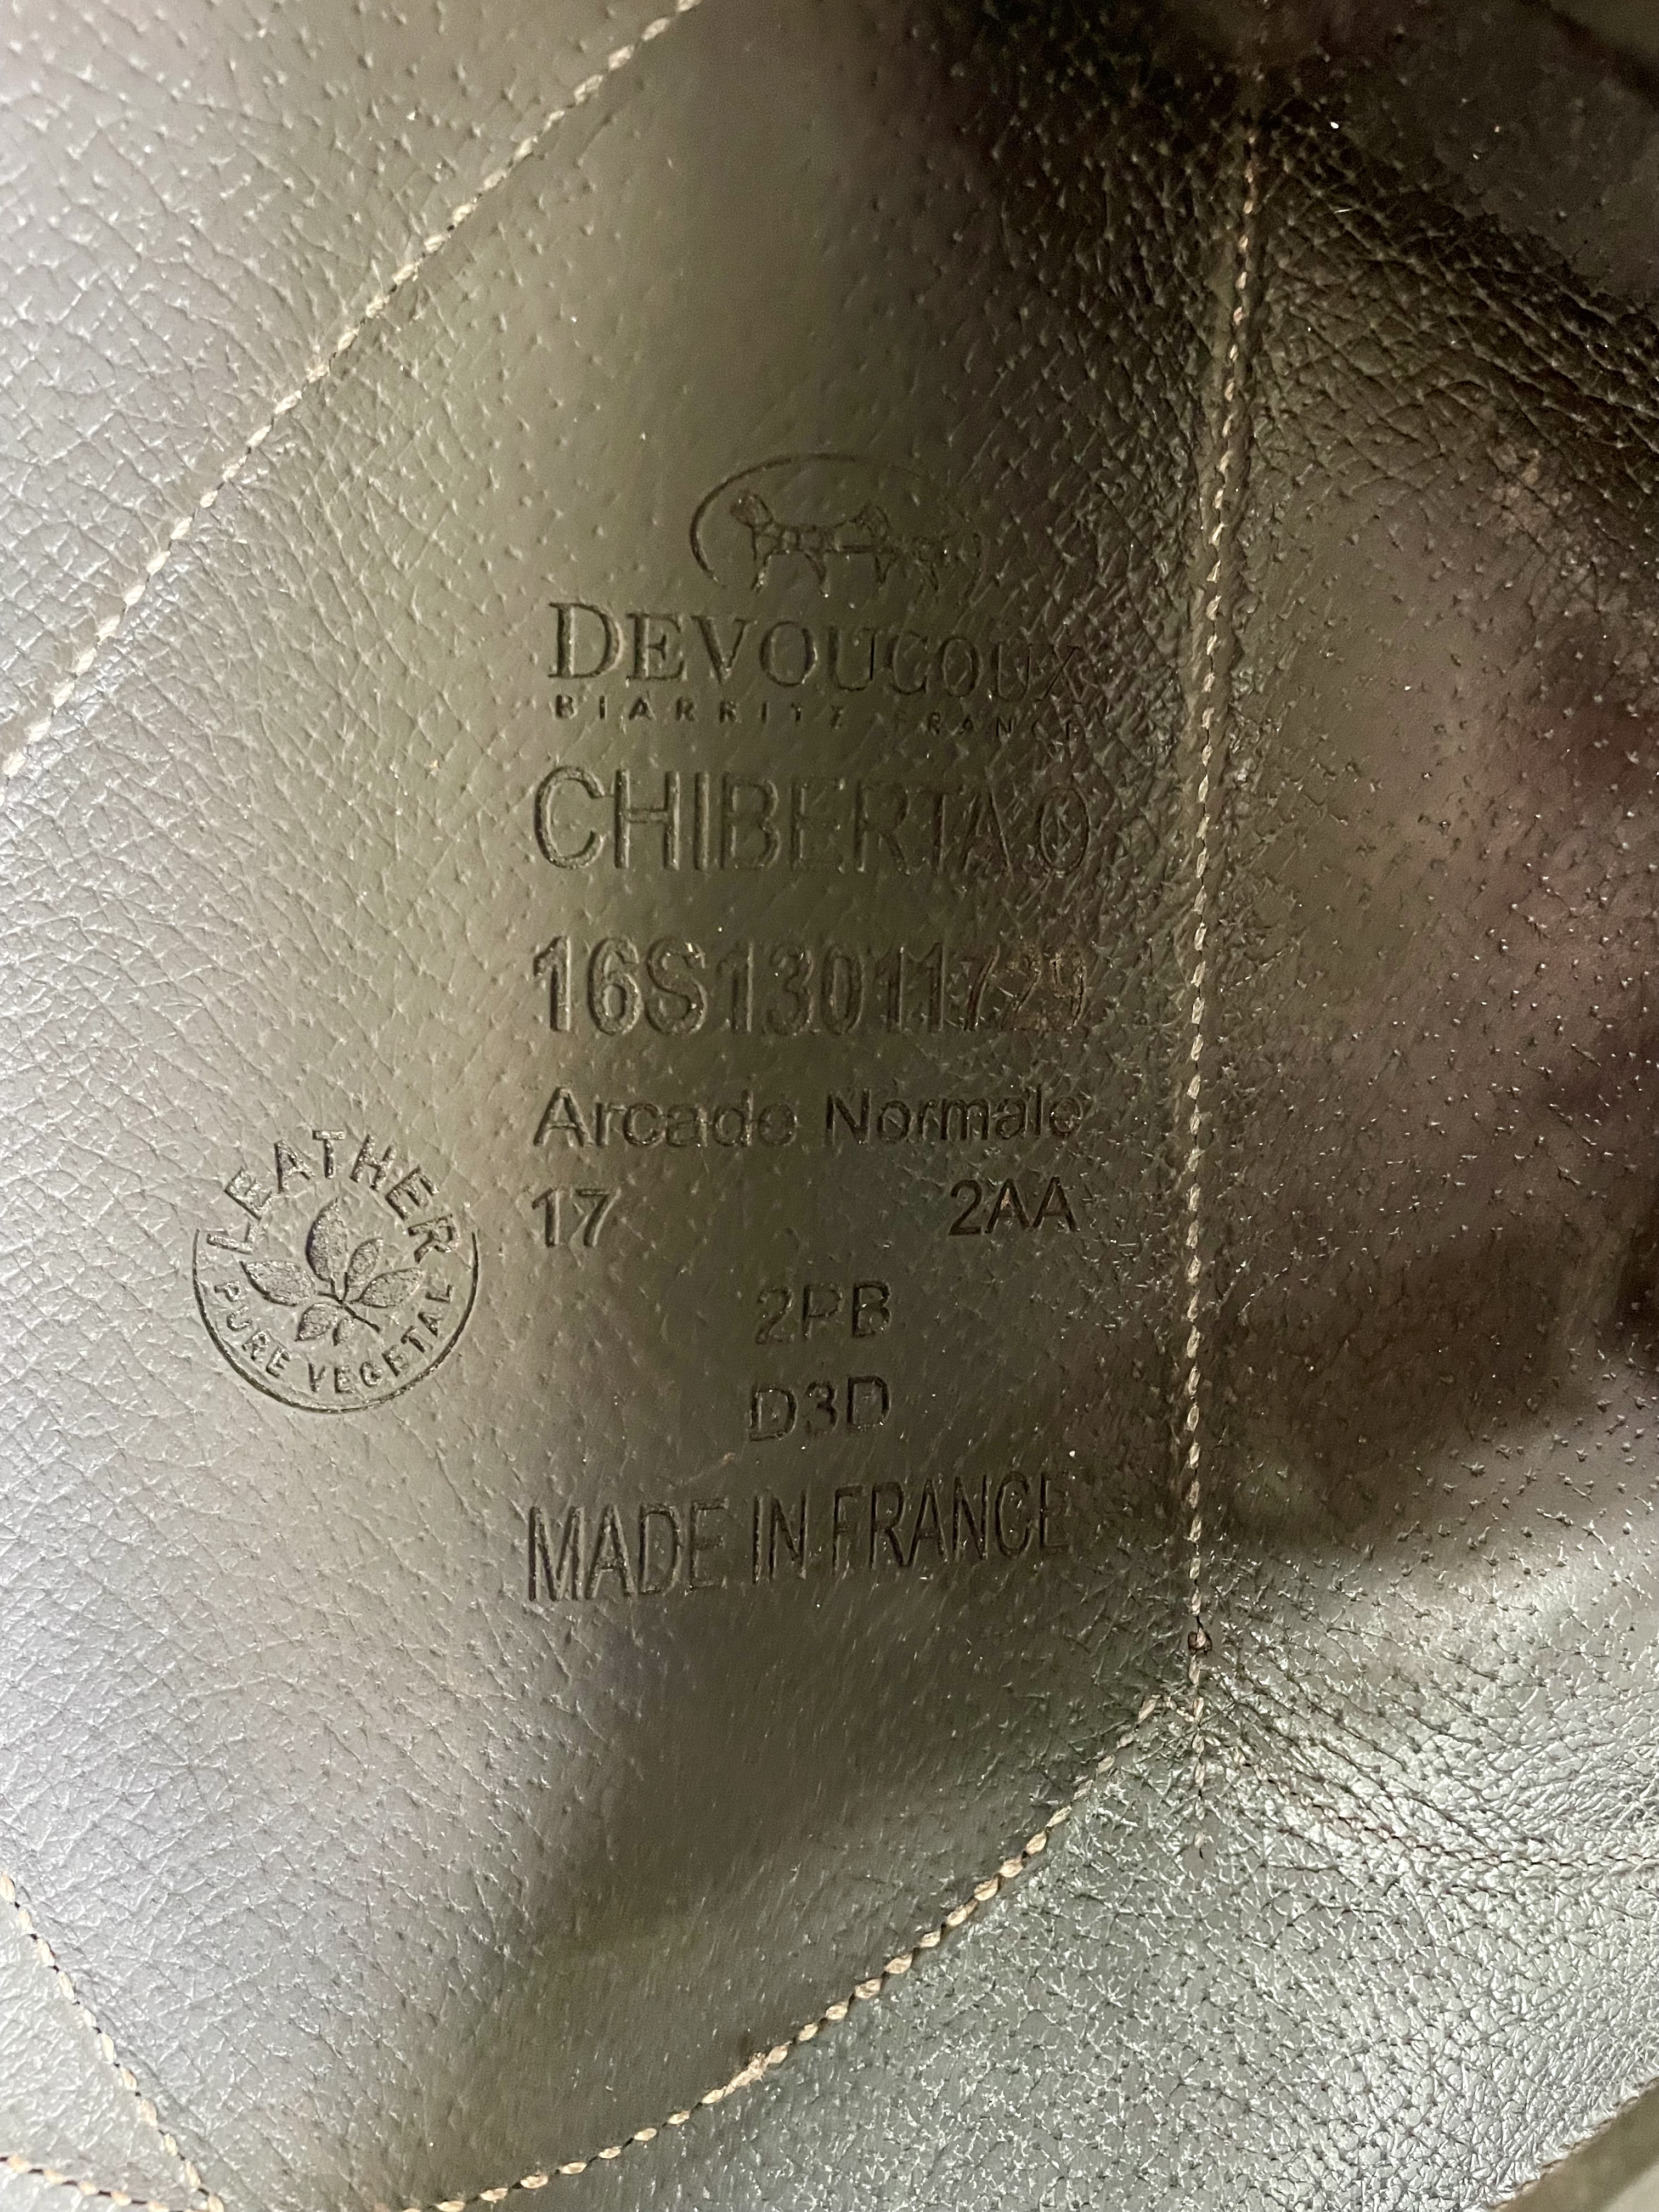 DEVOUCOUX
BIARRITZ FRANCE
CHIBERTA O
16S13011729
Arcade Normale
17 2AA
2PB
D3D
MADE IN FRANCE
LEATHER
PURE VEGETAL